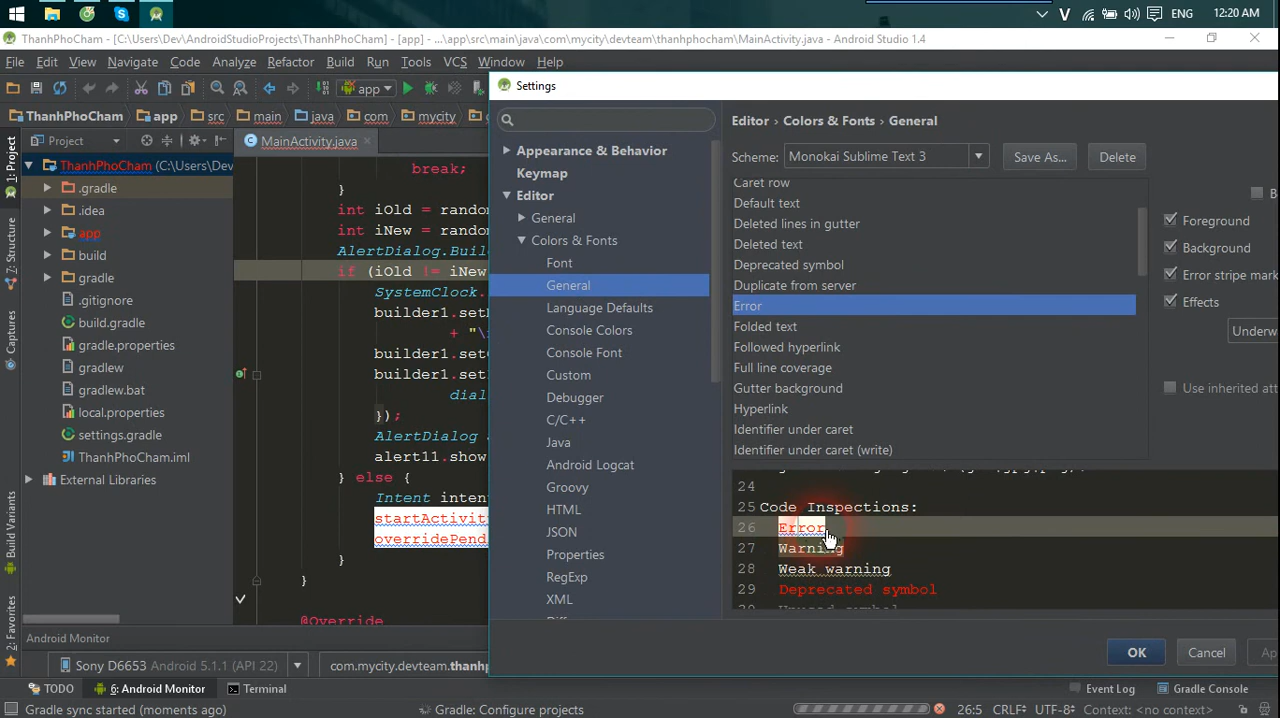 V ENG 12:20 AM
ThanhPhoCham - [C:\Users\Dev\AndroidStudioProjects\ThanhPhoCham] - [app] - ...\app\src\main\java\com\mycity\devteam\thanhphocham\MainActivity.java - Android Studio 1.4
File Edit View Navigate Code Analyze Refactor Build Run Tools VCS Window Help
app
ThanhPhoCham app src main java com mycity
Project
MainActivity.java
1: Project
7: Structure
Captures
Build Variants
2: Favorites
ThanhPhoCham (C:\Users\Dev
.gradle
.idea
app
build
gradle
.gitignore
build.gradle
gradle.properties
gradlew
gradlew.bat
local.properties
settings.gradle
ThanhPhoCham.iml
External Libraries
break;
}
int iOld = random
int iNew = random
AlertDialog.Buil
if (iOld != iNew
SystemClock.
builder1.set
+ "\
builder1.set
builder1.set
dial
});
AlertDialog
alert11.show
} else {
Intent intent
startActivit
overridePend
}
}
@Override
Settings
Appearance & Behavior
Keymap
Editor
General
Colors & Fonts
Font
General
Language Defaults
Console Colors
Console Font
Custom
Debugger
C/C++
Java
Android Logcat
Groovy
HTML
JSON
Properties
RegExp
XML
Editor › Colors & Fonts › General
Scheme: Monokai Sublime Text 3 Save As... Delete
Caret row
Default text
Deleted lines in gutter
Deleted text
Deprecated symbol
Duplicate from server
Error
Folded text
Followed hyperlink
Full line coverage
Gutter background
Hyperlink
Identifier under caret
Identifier under caret (write)
B
Foreground
Background
Error stripe mark
Effects
Underw
Use inherited att
24
25 Code Inspections:
26 Error
27 Warning
28 Weak warning
29 Deprecated symbol
30 Unused symbol
OK Cancel Ap
Android Monitor
Sony D6653 Android 5.1.1 (API 22) com.mycity.devteam.thanh
TODO 6: Android Monitor Terminal Event Log Gradle Console
Gradle sync started (moments ago) Gradle: Configure projects 26:5 CRLF÷ UTF-8÷ Context: <no context>